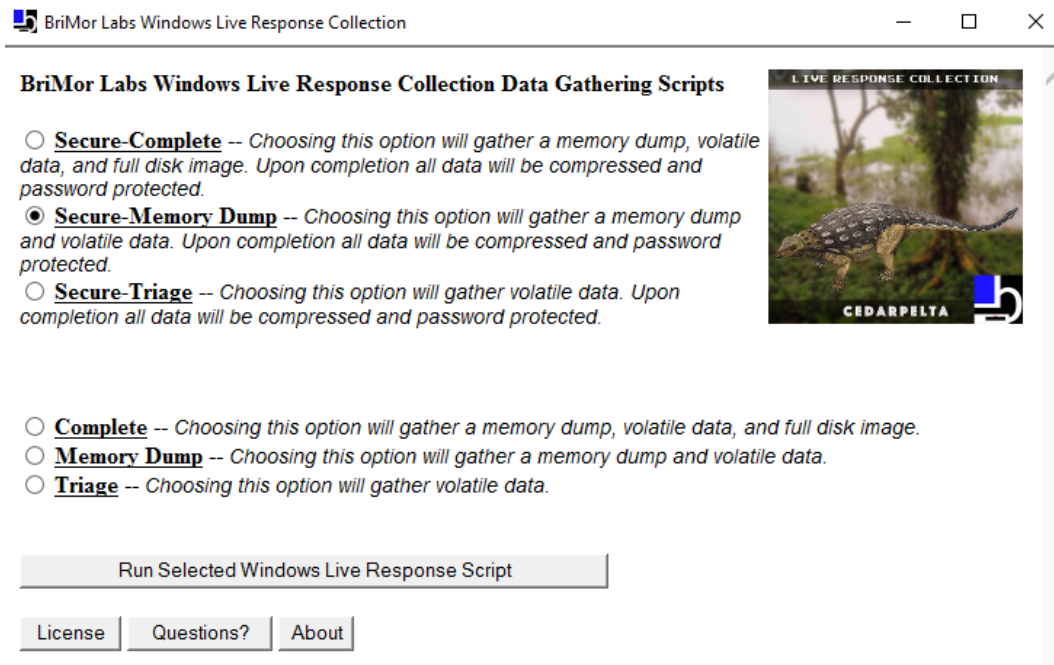 BriMor Labs Windows Live Response Collection
BriMor Labs Windows Live Response Collection Data Gathering Scripts
LIVE RESPONSE COLLECTION
Secure-Complete -- Choosing this option will gather a memory dump, volatile
data, and full disk image. Upon completion all data will be compressed and
password protected.
Secure-Memory Dump -- Choosing this option will gather a memory dump
and volatile data. Upon completion all data will be compressed and password
protected.
Secure-Triage -- Choosing this option will gather volatile data. Upon
completion all data will be compressed and password protected.
CEDARPELTA
Complete -- Choosing this option will gather a memory dump, volatile data, and full disk image.
Memory Dump -- Choosing this option will gather a memory dump and volatile data.
Triage -- Choosing this option will gather volatile data.
Run Selected Windows Live Response Script
License
Questions?
About